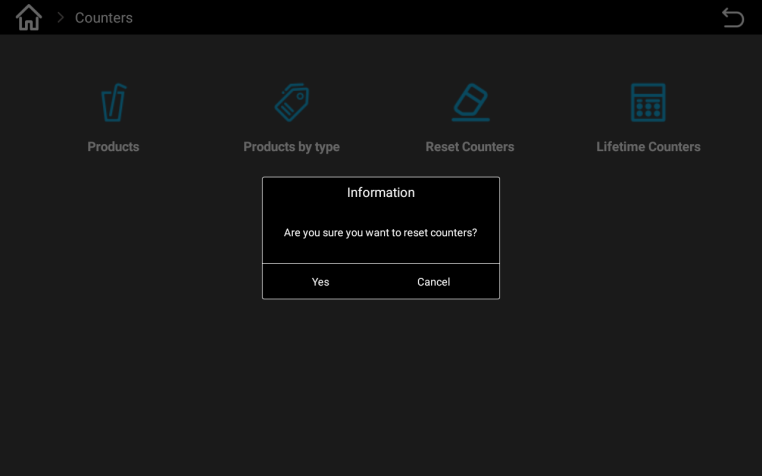 Counters
Products
Products by type
Reset Counters
Lifetime Counters
Information
Are you sure you want to reset counters?
Yes
Cancel